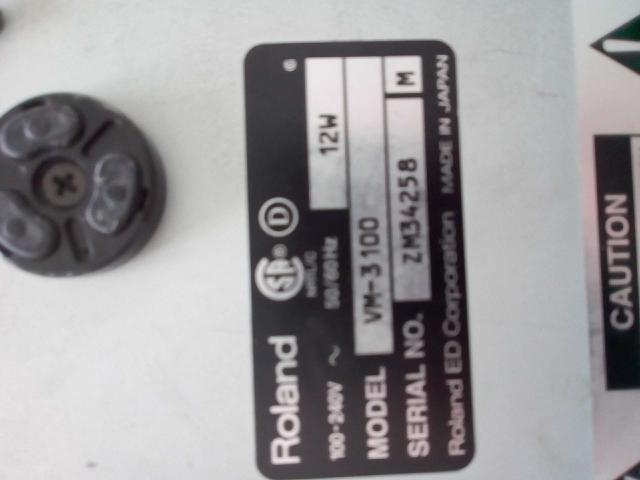 Roland
NRTL/C
100-240V ~ 50/60Hz 12W
MODEL VM-3100
SERIAL NO. ZM34258 M
Roland ED Corporation MADE IN JAPAN
CAUTION